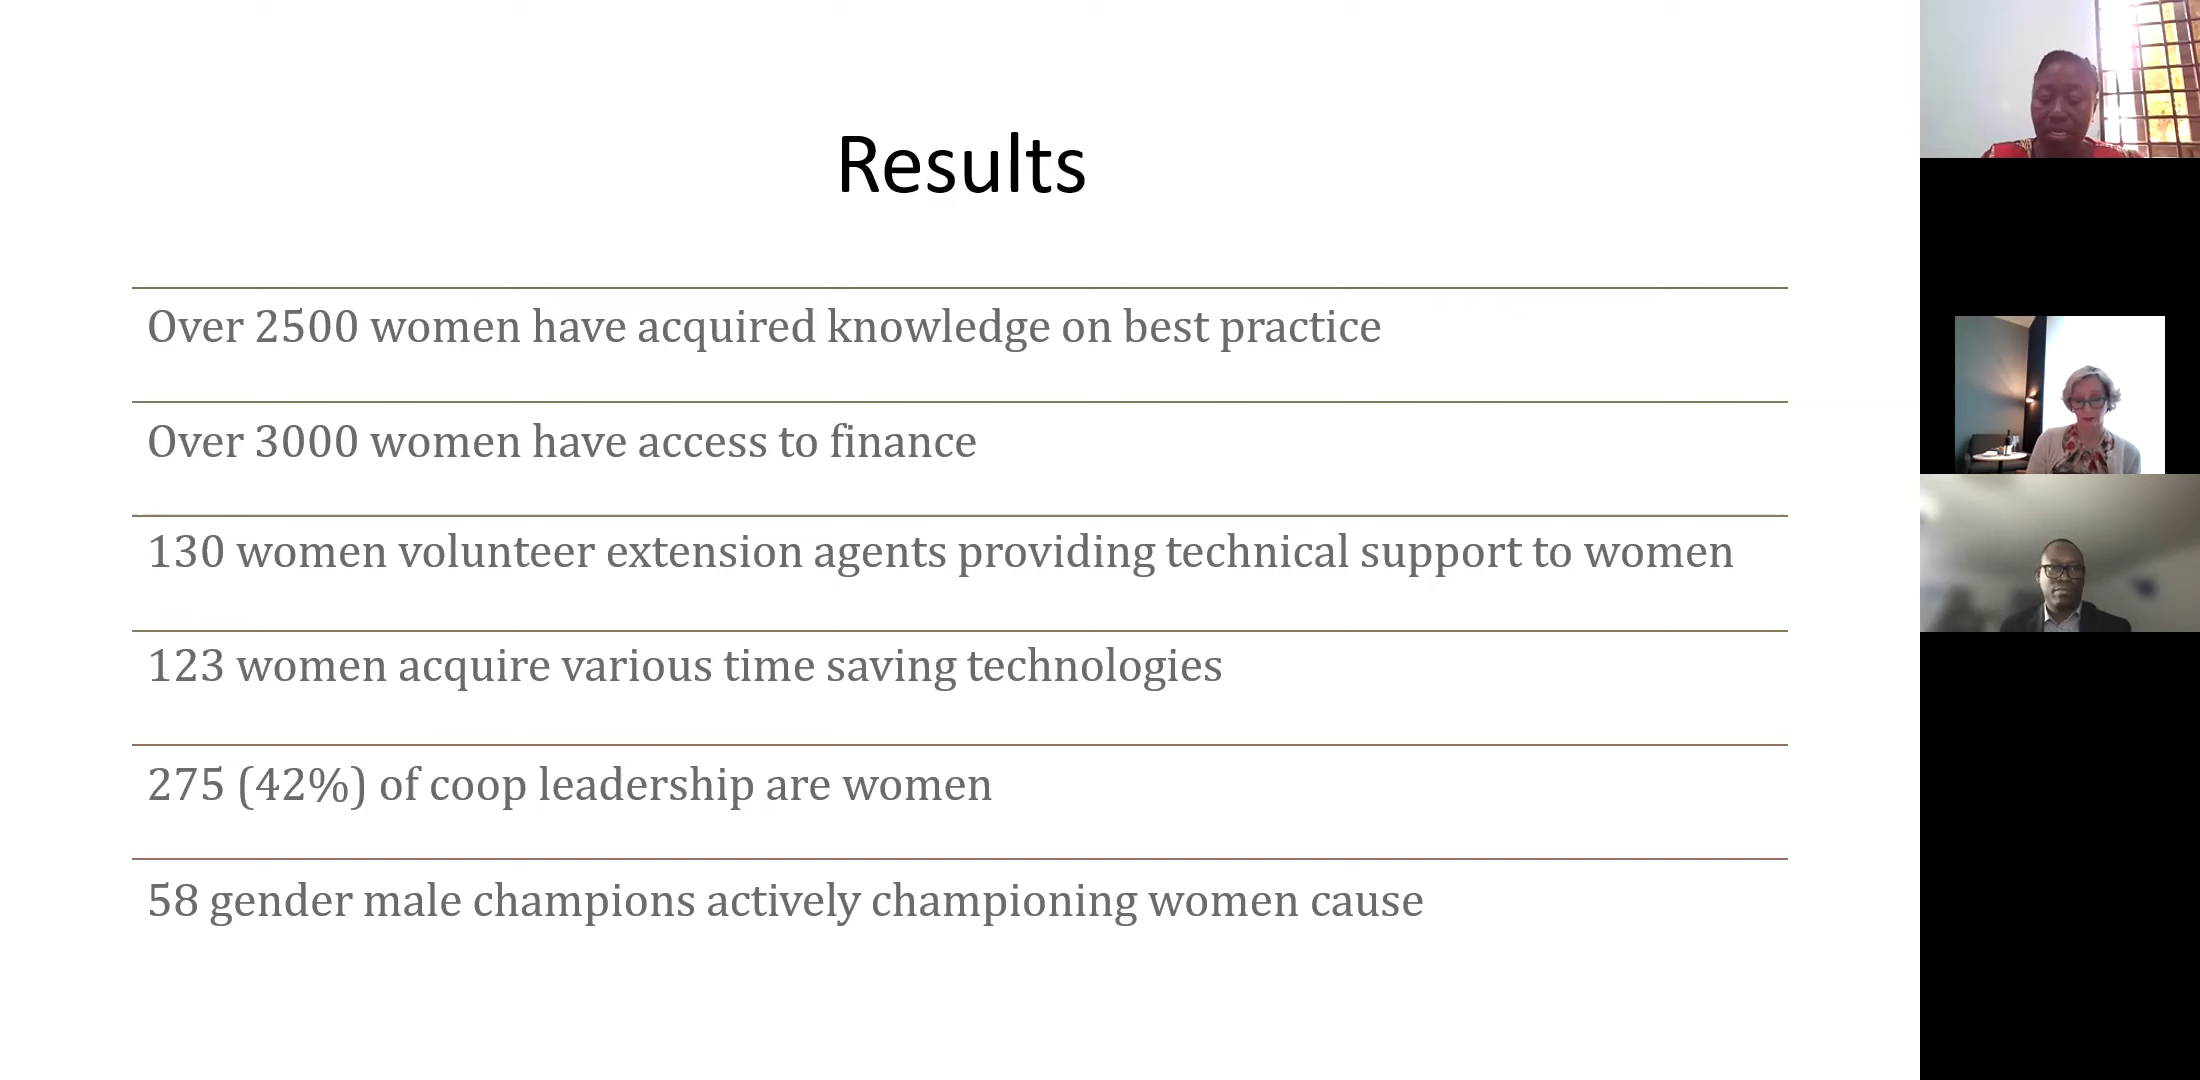 Results
Over 2500 women have acquired knowledge on best practice
Over 3000 women have access to finance
130 women volunteer extension agents providing technical support to women
123 women acquire various time saving technologies
275 (42%) of coop leadership are women
58 gender male champions actively championing women cause